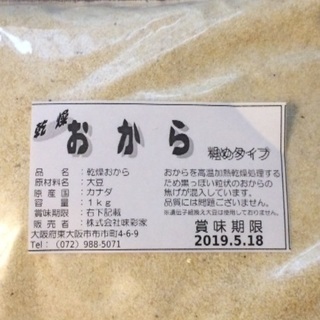 乾燥
おから 粗めタイプ
品名：乾燥おから
原材料名：大豆
原産国：カナダ
容量：1kg
賞味期限：右下記載
販売者：株式会社味彩家
大阪府東大阪市布市町4-6-9
Tel：（072）988-5071
おからを高温加熱乾燥処理する
ため黒っぽい粒状のおからの
焦げが混入しています。
品質には問題ございません。
※遺伝子組換え大豆は使用しておりません。
賞味期限
2019.5.18